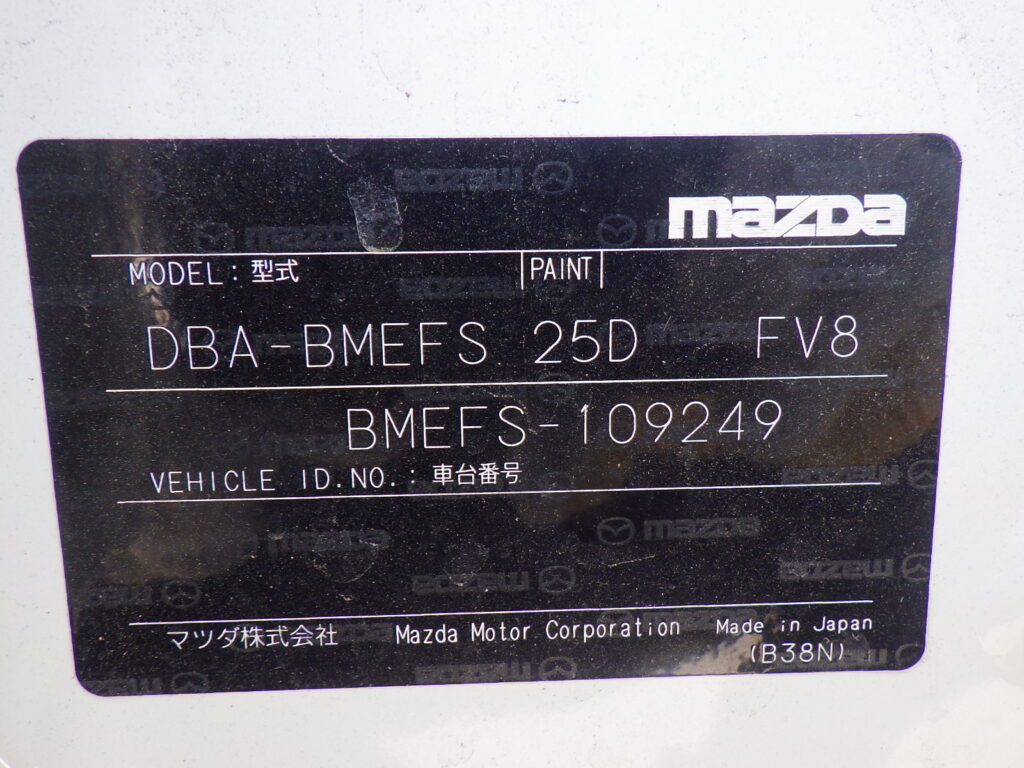 mazda
MODEL : 型式 PAINT
DBA-BMEFS 25D FV8
BMEFS-109249
VEHICLE ID.NO. : 車台番号
マツダ株式会社 Mazda Motor Corporation Made in Japan
(B38N)